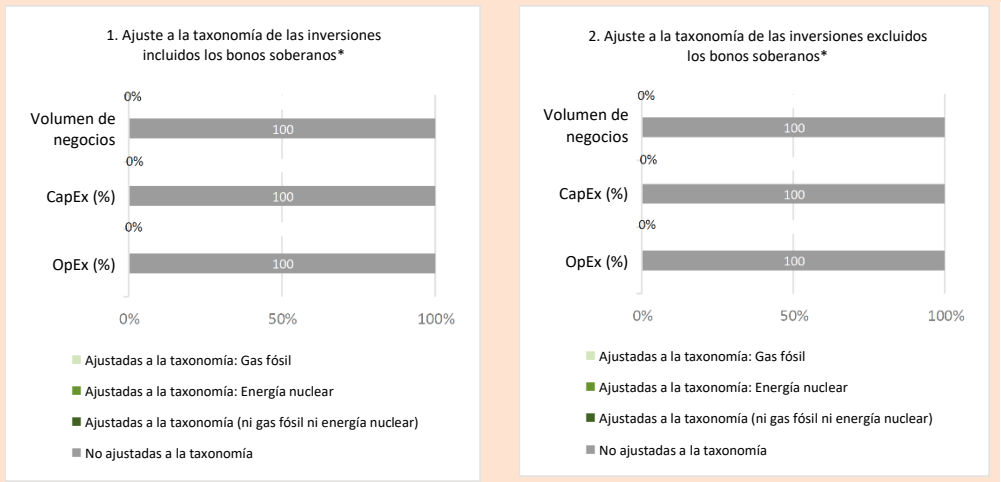 1. Ajuste a la taxonomía de las inversiones
incluidos los bonos soberanos*
0%
Volumen de
negocios
100
0%
CapEx (%)
100
0%
OpEx (%)
100
0%
50%
100%
Ajustadas a la taxonomía: Gas fósil
Ajustadas a la taxonomía: Energía nuclear
Ajustadas a la taxonomía (ni gas fósil ni energía nuclear)
No ajustadas a la taxonomía
2. Ajuste a la taxonomía de las inversiones excluidos
los bonos soberanos*
0%
Volumen de
negocios
100
0%
CapEx (%)
100
0%
OpEx (%)
100
0%
50%
100%
Ajustadas a la taxonomía: Gas fósil
Ajustadas a la taxonomía: Energía nuclear
Ajustadas a la taxonomía (ni gas fósil ni energía nuclear)
No ajustadas a la taxonomía